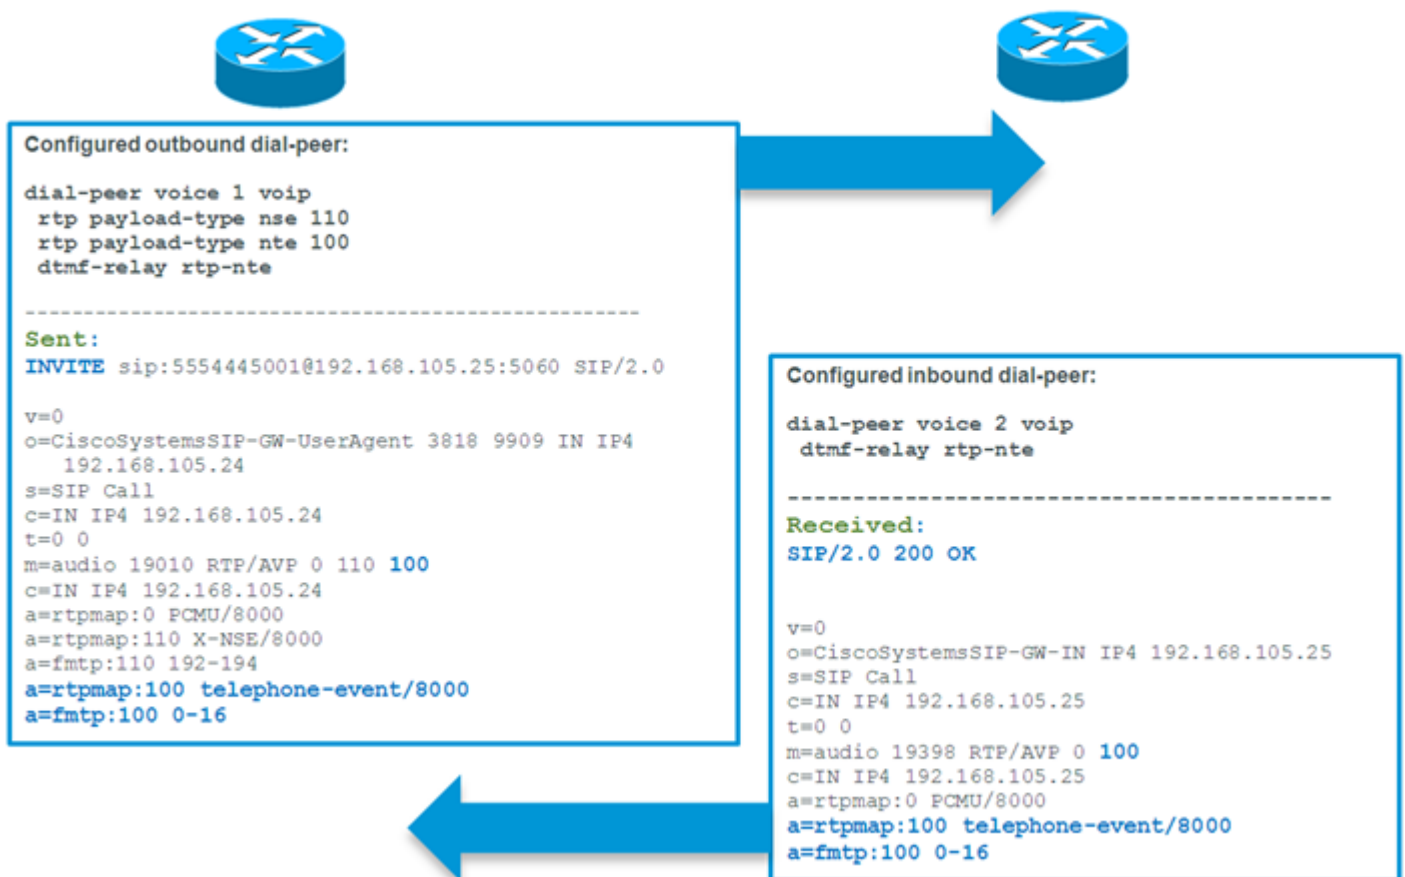 Configured outbound dial-peer:
dial-peer voice 1 voip
rtp payload-type nse 110
rtp payload-type nte 100
dtmf-relay rtp-nte
-----------------------------------------------------
Sent:
INVITE sip:5554445001@192.168.105.25:5060 SIP/2.0
v=0
o=CiscoSystemsSIP-GW-UserAgent 3818 9909 IN IP4
192.168.105.24
s=SIP Call
c=IN IP4 192.168.105.24
t=0 0
m=audio 19010 RTP/AVP 0 110 100
c=IN IP4 192.168.105.24
a=rtpmap:0 PCMU/8000
a=rtpmap:110 X-NSE/8000
a=fmtp:110 192-194
a=rtpmap:100 telephone-event/8000
a=fmtp:100 0-16
Configured inbound dial-peer:
dial-peer voice 2 voip
dtmf-relay rtp-nte
------------------------------------------
Received:
SIP/2.0 200 OK
v=0
o=CiscoSystemsSIP-GW-IN IP4 192.168.105.25
s=SIP Call
c=IN IP4 192.168.105.25
t=0 0
m=audio 19398 RTP/AVP 0 100
c=IN IP4 192.168.105.25
a=rtpmap:0 PCMU/8000
a=rtpmap:100 telephone-event/8000
a=fmtp:100 0-16